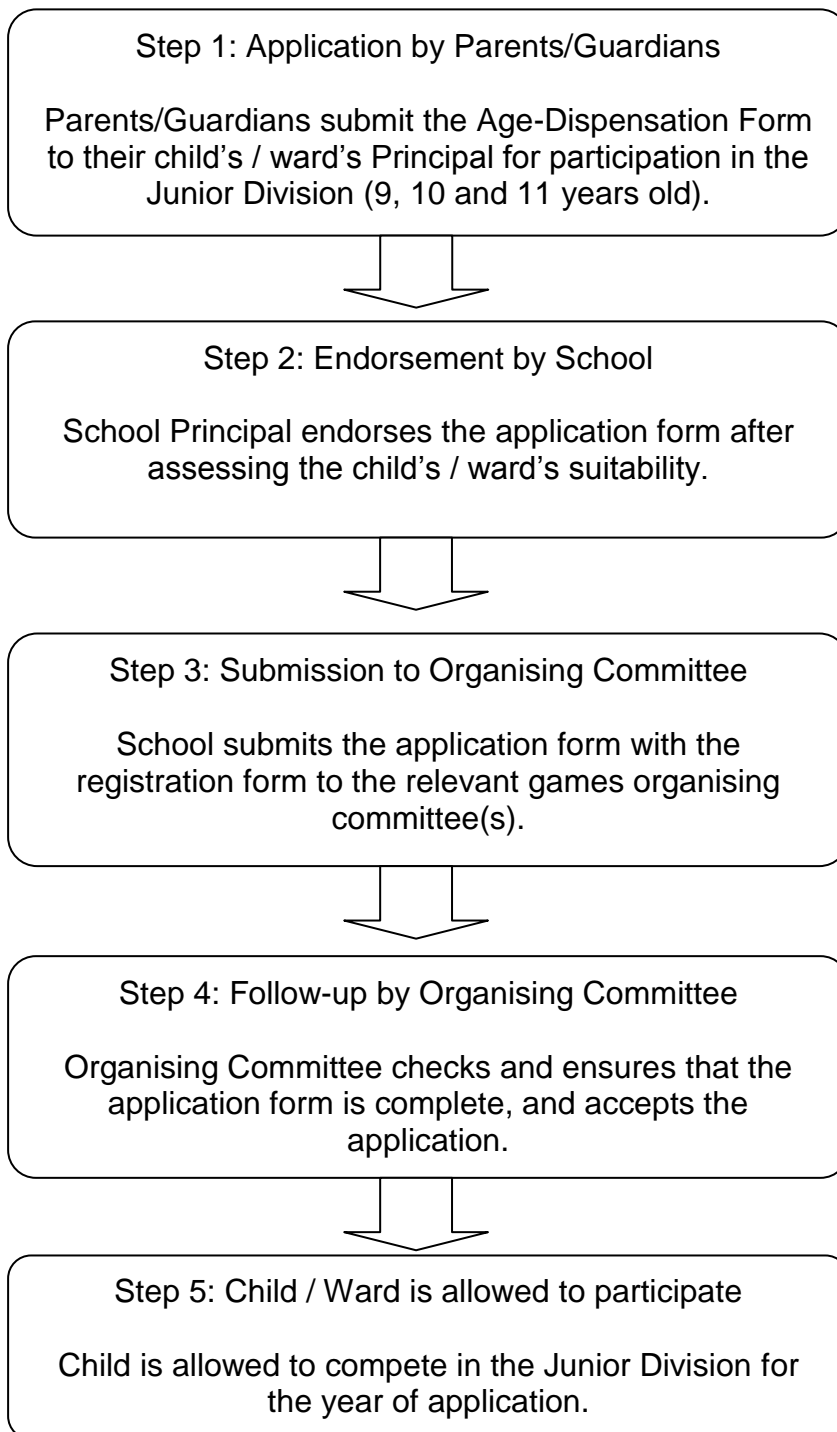 Step 1: Application by Parents/Guardians
Parents/Guardians submit the Age-Dispensation Form
to their child’s / ward’s Principal for participation in the
Junior Division (9, 10 and 11 years old).
Step 2: Endorsement by School
School Principal endorses the application form after
assessing the child’s / ward’s suitability.
Step 3: Submission to Organising Committee
School submits the application form with the
registration form to the relevant games organising
committee(s).
Step 4: Follow-up by Organising Committee
Organising Committee checks and ensures that the
application form is complete, and accepts the
application.
Step 5: Child / Ward is allowed to participate
Child is allowed to compete in the Junior Division for
the year of application.